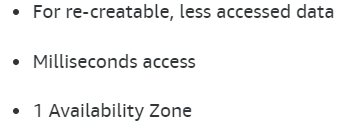 • For re-creatable, less accessed data
• Milliseconds access
• 1 Availability Zone